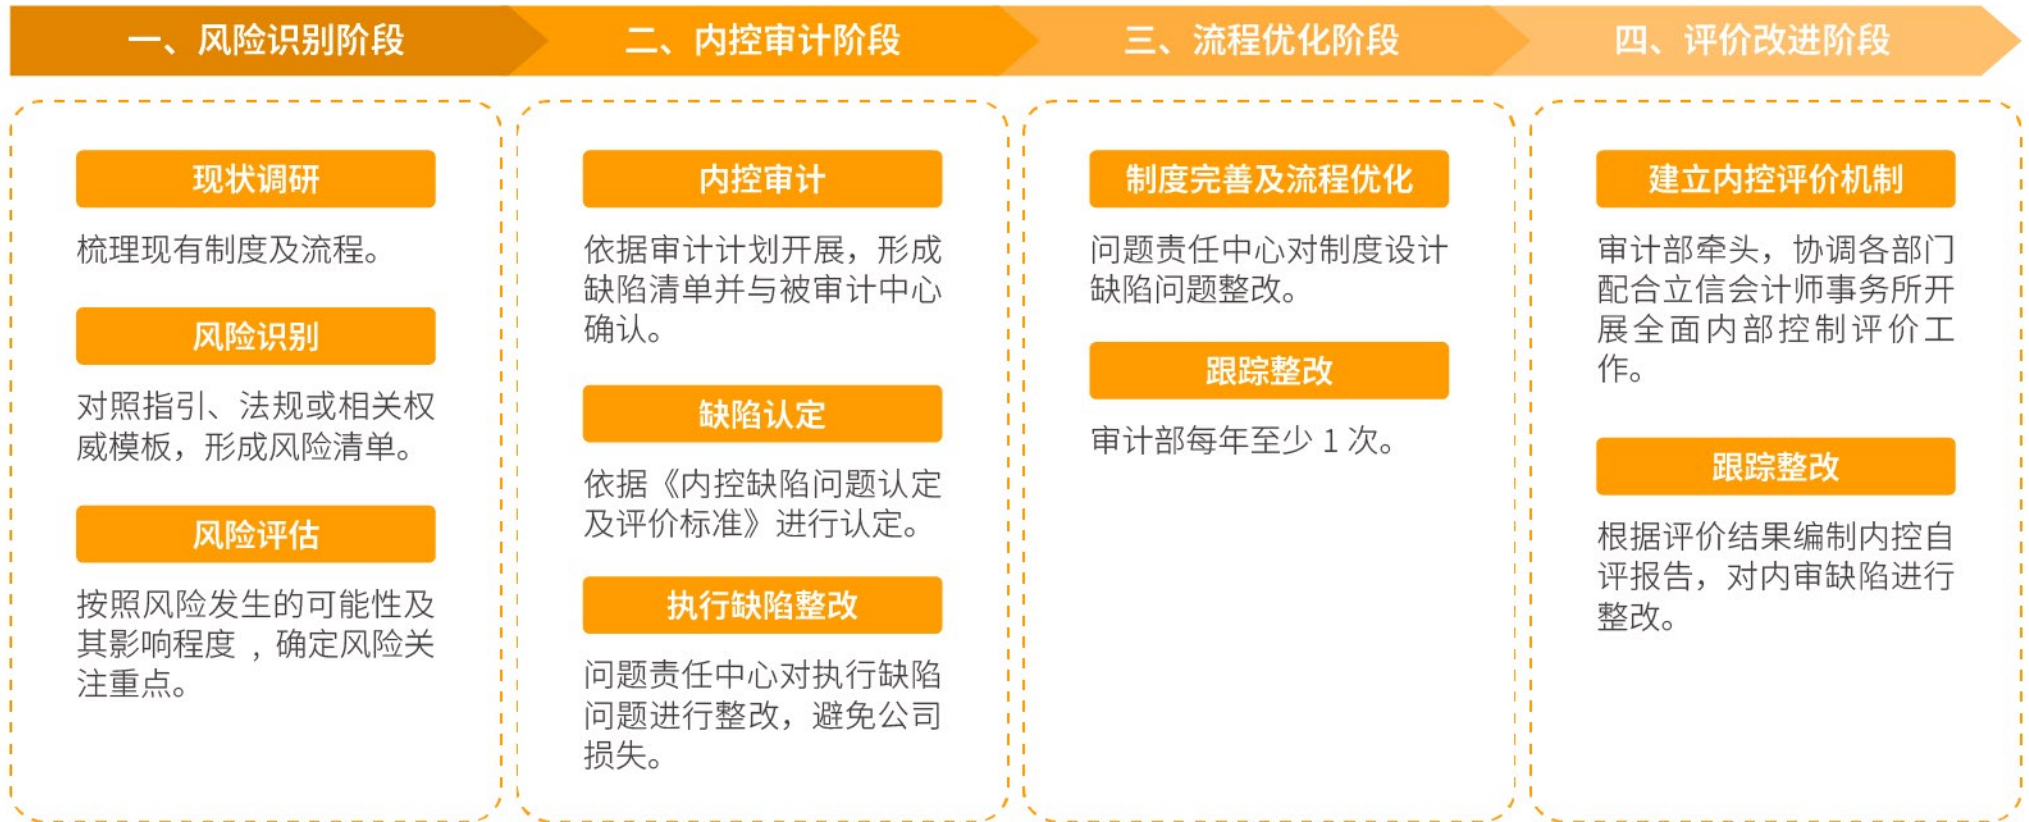 一、风险识别阶段
二、内控审计阶段
三、流程优化阶段
四、评价改进阶段
现状调研
梳理现有制度及流程。
风险识别
对照指引、法规或相关权
威模板，形成风险清单。
风险评估
按照风险发生的可能性及
其影响程度，确定风险关
注重点。
内控审计
依据审计计划开展，形成
缺陷清单并与被审计中心
确认。
缺陷认定
依据《内控缺陷问题认定
及评价标准》进行认定。
执行缺陷整改
问题责任中心对执行缺陷
问题进行整改，避免公司
损失。
制度完善及流程优化
问题责任中心对制度设计
缺陷问题整改。
跟踪整改
审计部每年至少 1 次。
建立内控评价机制
审计部牵头，协调各部门
配合立信会计师事务所开
展全面内部控制评价工
作。
跟踪整改
根据评价结果编制内控自
评报告，对内审缺陷进行
整改。